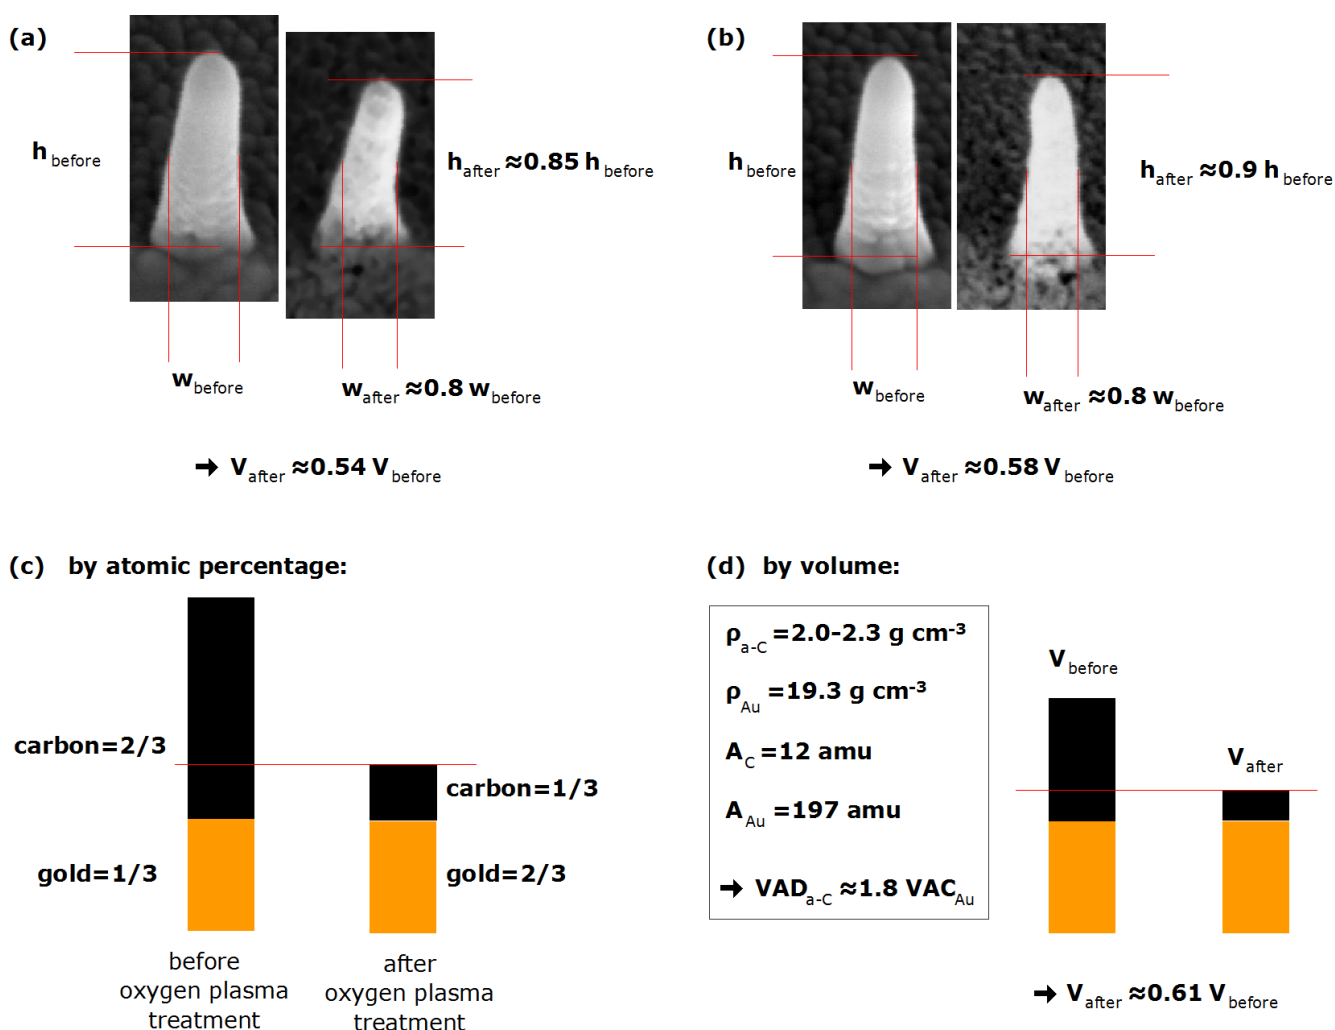 (a)
h before
h after ≈0.85 h before
w before
w after ≈0.8 w before
➔ V after ≈0.54 V before
(b)
h before
h after ≈0.9 h before
w before
w after ≈0.8 w before
➔ V after ≈0.58 V before
(c) by atomic percentage:
carbon=2/3
carbon=1/3
gold=1/3
gold=2/3
before
oxygen plasma
treatment
after
oxygen plasma
treatment
(d) by volume:
ρ a-C =2.0-2.3 g cm-3
ρ Au =19.3 g cm-3
A C =12 amu
A Au =197 amu
➔ VAD a-C ≈1.8 VAC Au
V before
V after
➔ V after ≈0.61 V before